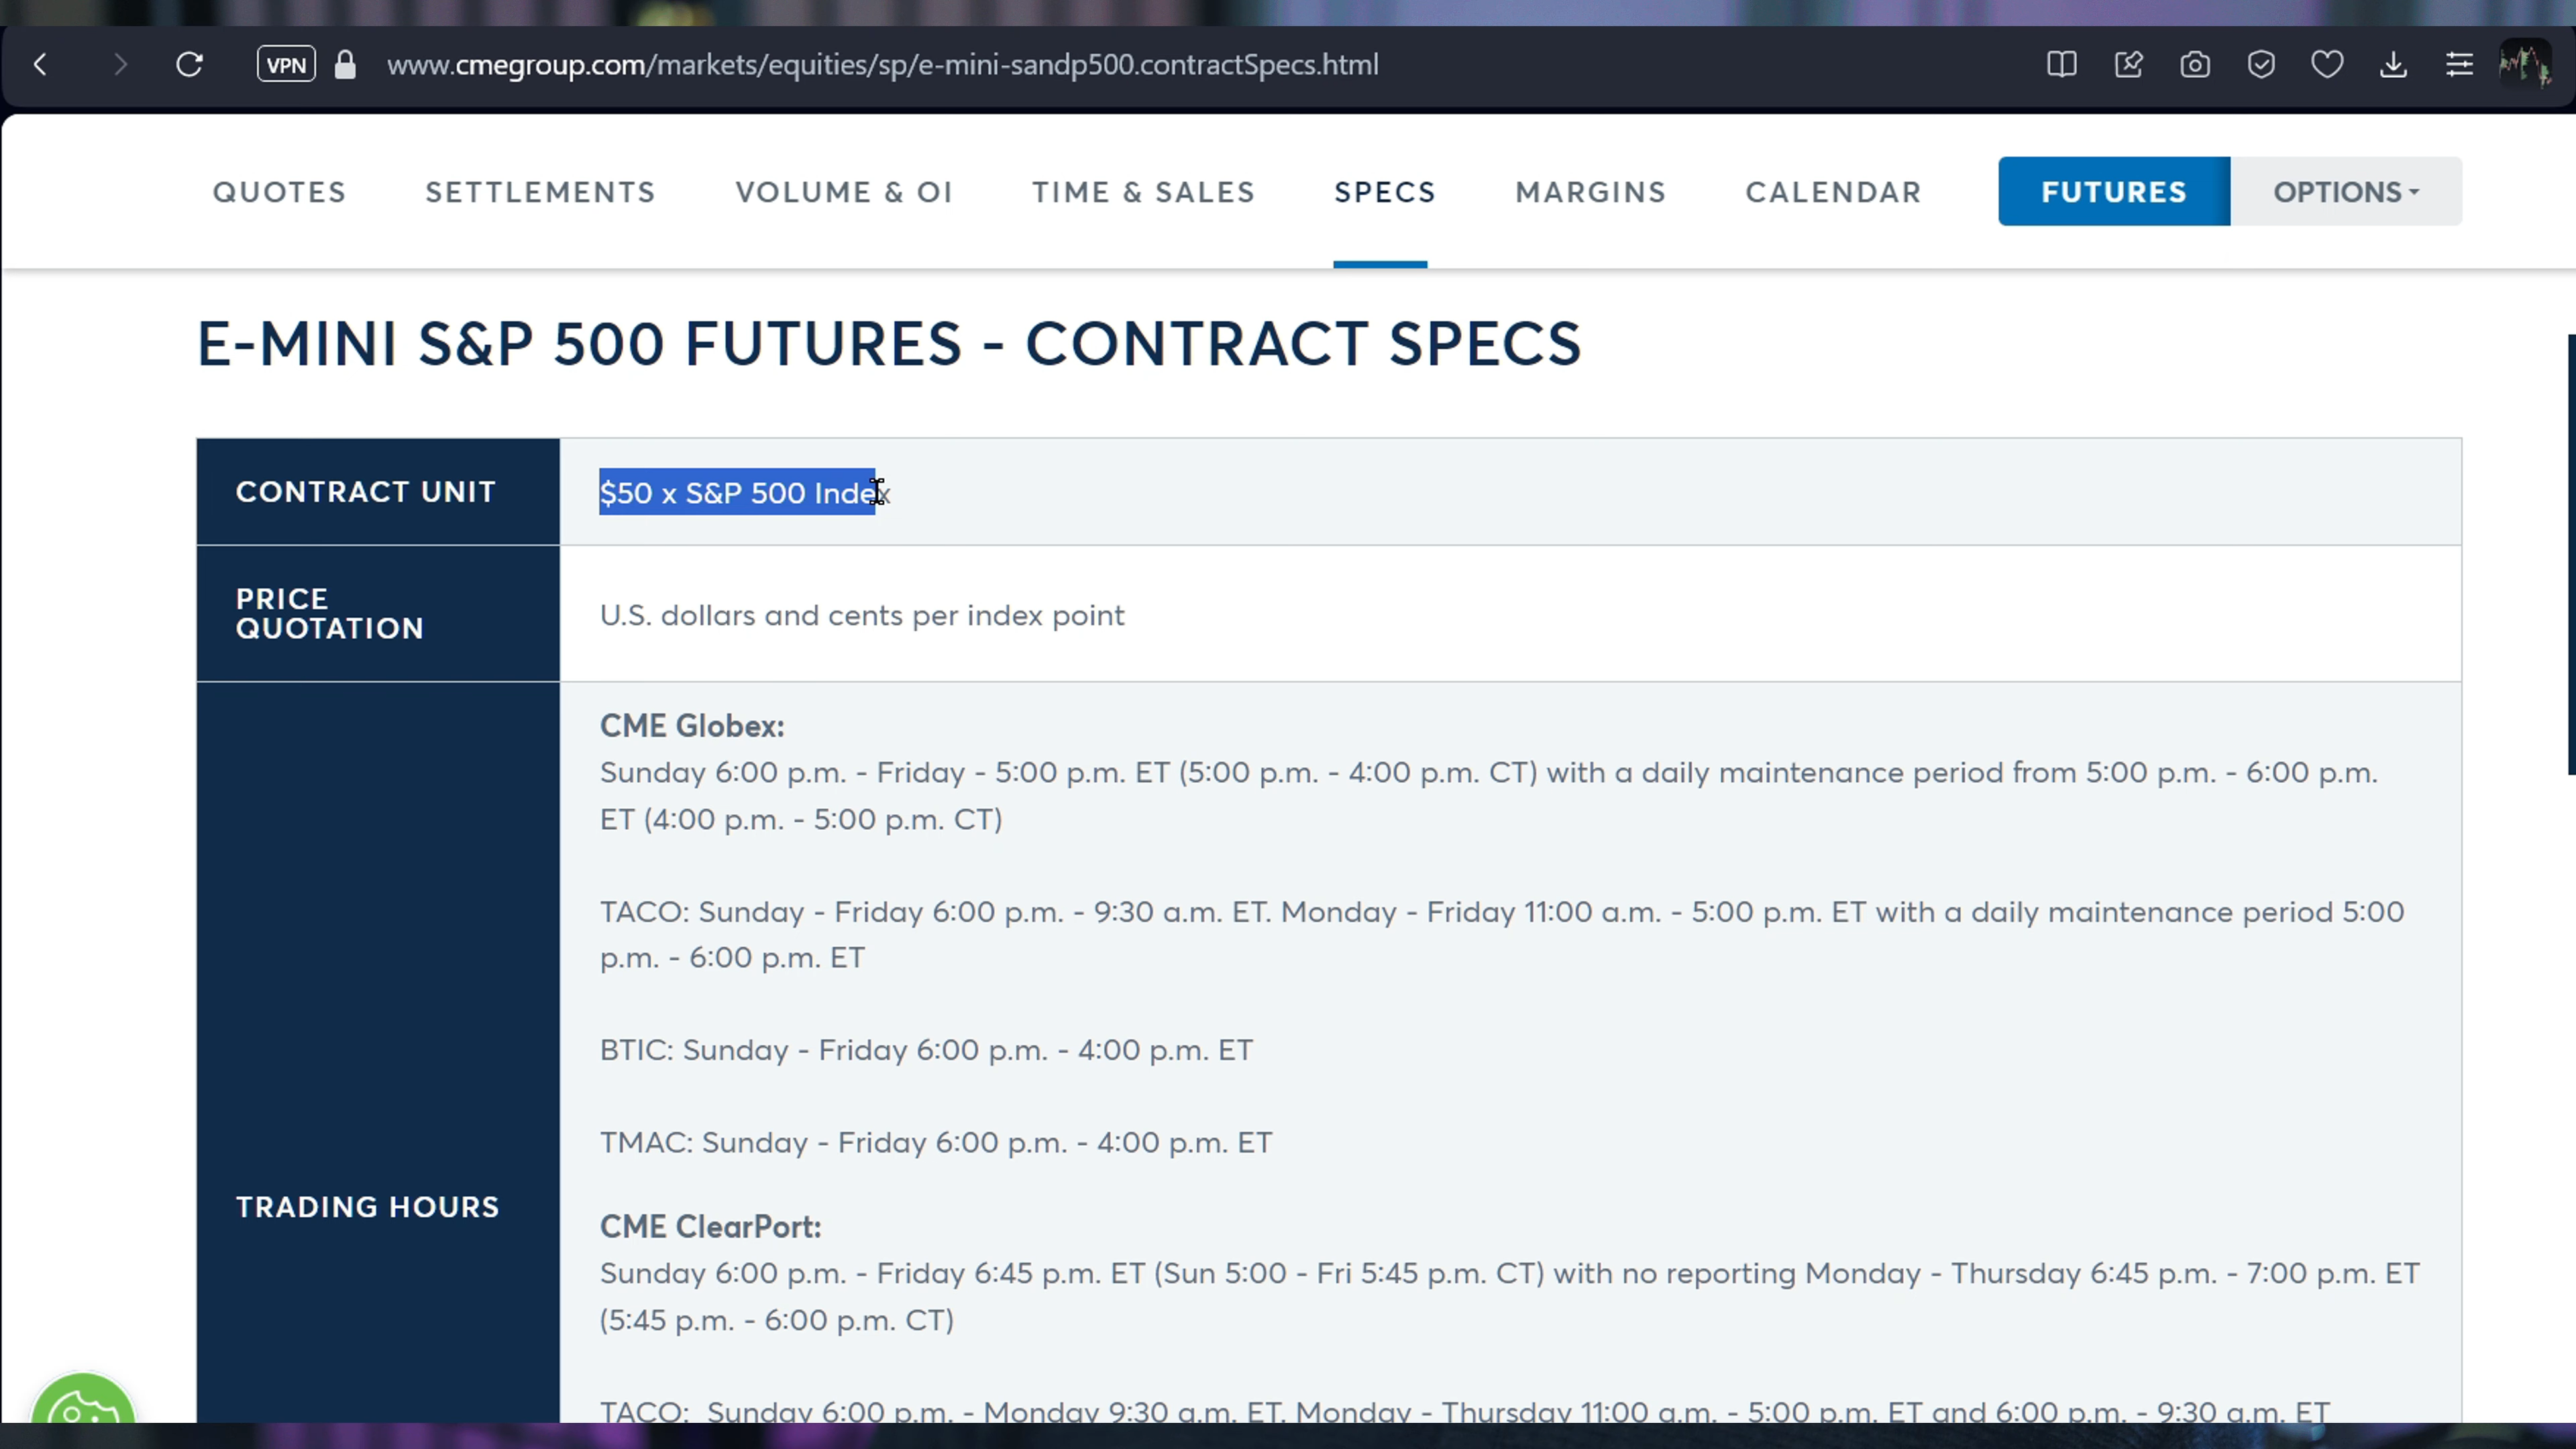 VPN
www.cmegroup.com/markets/equities/sp/e-mini-sandp500.contractSpecs.html
QUOTES SETTLEMENTS VOLUME & OI TIME & SALES SPECS MARGINS CALENDAR FUTURES OPTIONS
E-MINI S&P 500 FUTURES - CONTRACT SPECS
CONTRACT UNIT
$50 x S&P 500 Index
PRICE
QUOTATION
U.S. dollars and cents per index point
TRADING HOURS
CME Globex:
Sunday 6:00 p.m. - Friday - 5:00 p.m. ET (5:00 p.m. - 4:00 p.m. CT) with a daily maintenance period from 5:00 p.m. - 6:00 p.m.
ET (4:00 p.m. - 5:00 p.m. CT)
TACO: Sunday - Friday 6:00 p.m. - 9:30 a.m. ET. Monday - Friday 11:00 a.m. - 5:00 p.m. ET with a daily maintenance period 5:00
p.m. - 6:00 p.m. ET
BTIC: Sunday - Friday 6:00 p.m. - 4:00 p.m. ET
TMAC: Sunday - Friday 6:00 p.m. - 4:00 p.m. ET
CME ClearPort:
Sunday 6:00 p.m. - Friday 6:45 p.m. ET (Sun 5:00 - Fri 5:45 p.m. CT) with no reporting Monday - Thursday 6:45 p.m. - 7:00 p.m. ET
(5:45 p.m. - 6:00 p.m. CT)
TACO: Sunday 6:00 p.m. - Monday 9:30 a.m. ET. Monday - Thursday 11:00 a.m. - 5:00 p.m. ET and 6:00 p.m. - 9:30 a.m. ET